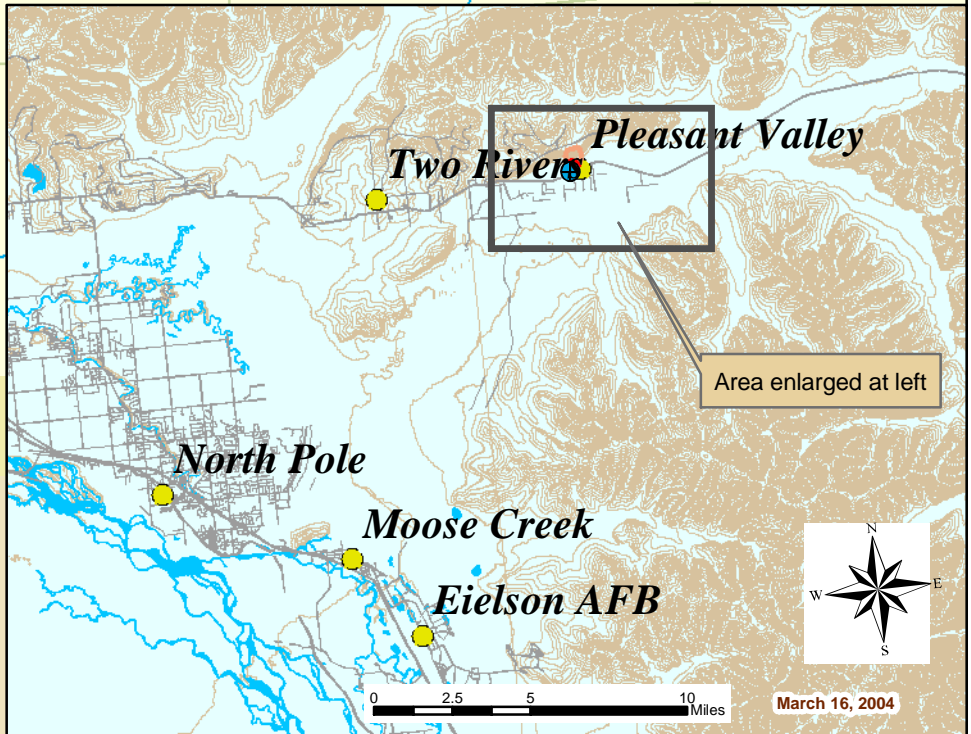 Pleasant Valley
Two Rivers
Area enlarged at left
North Pole
Moose Creek
Eielson AFB
N
W
E
S
0 2.5 5 10
Miles
March 16, 2004